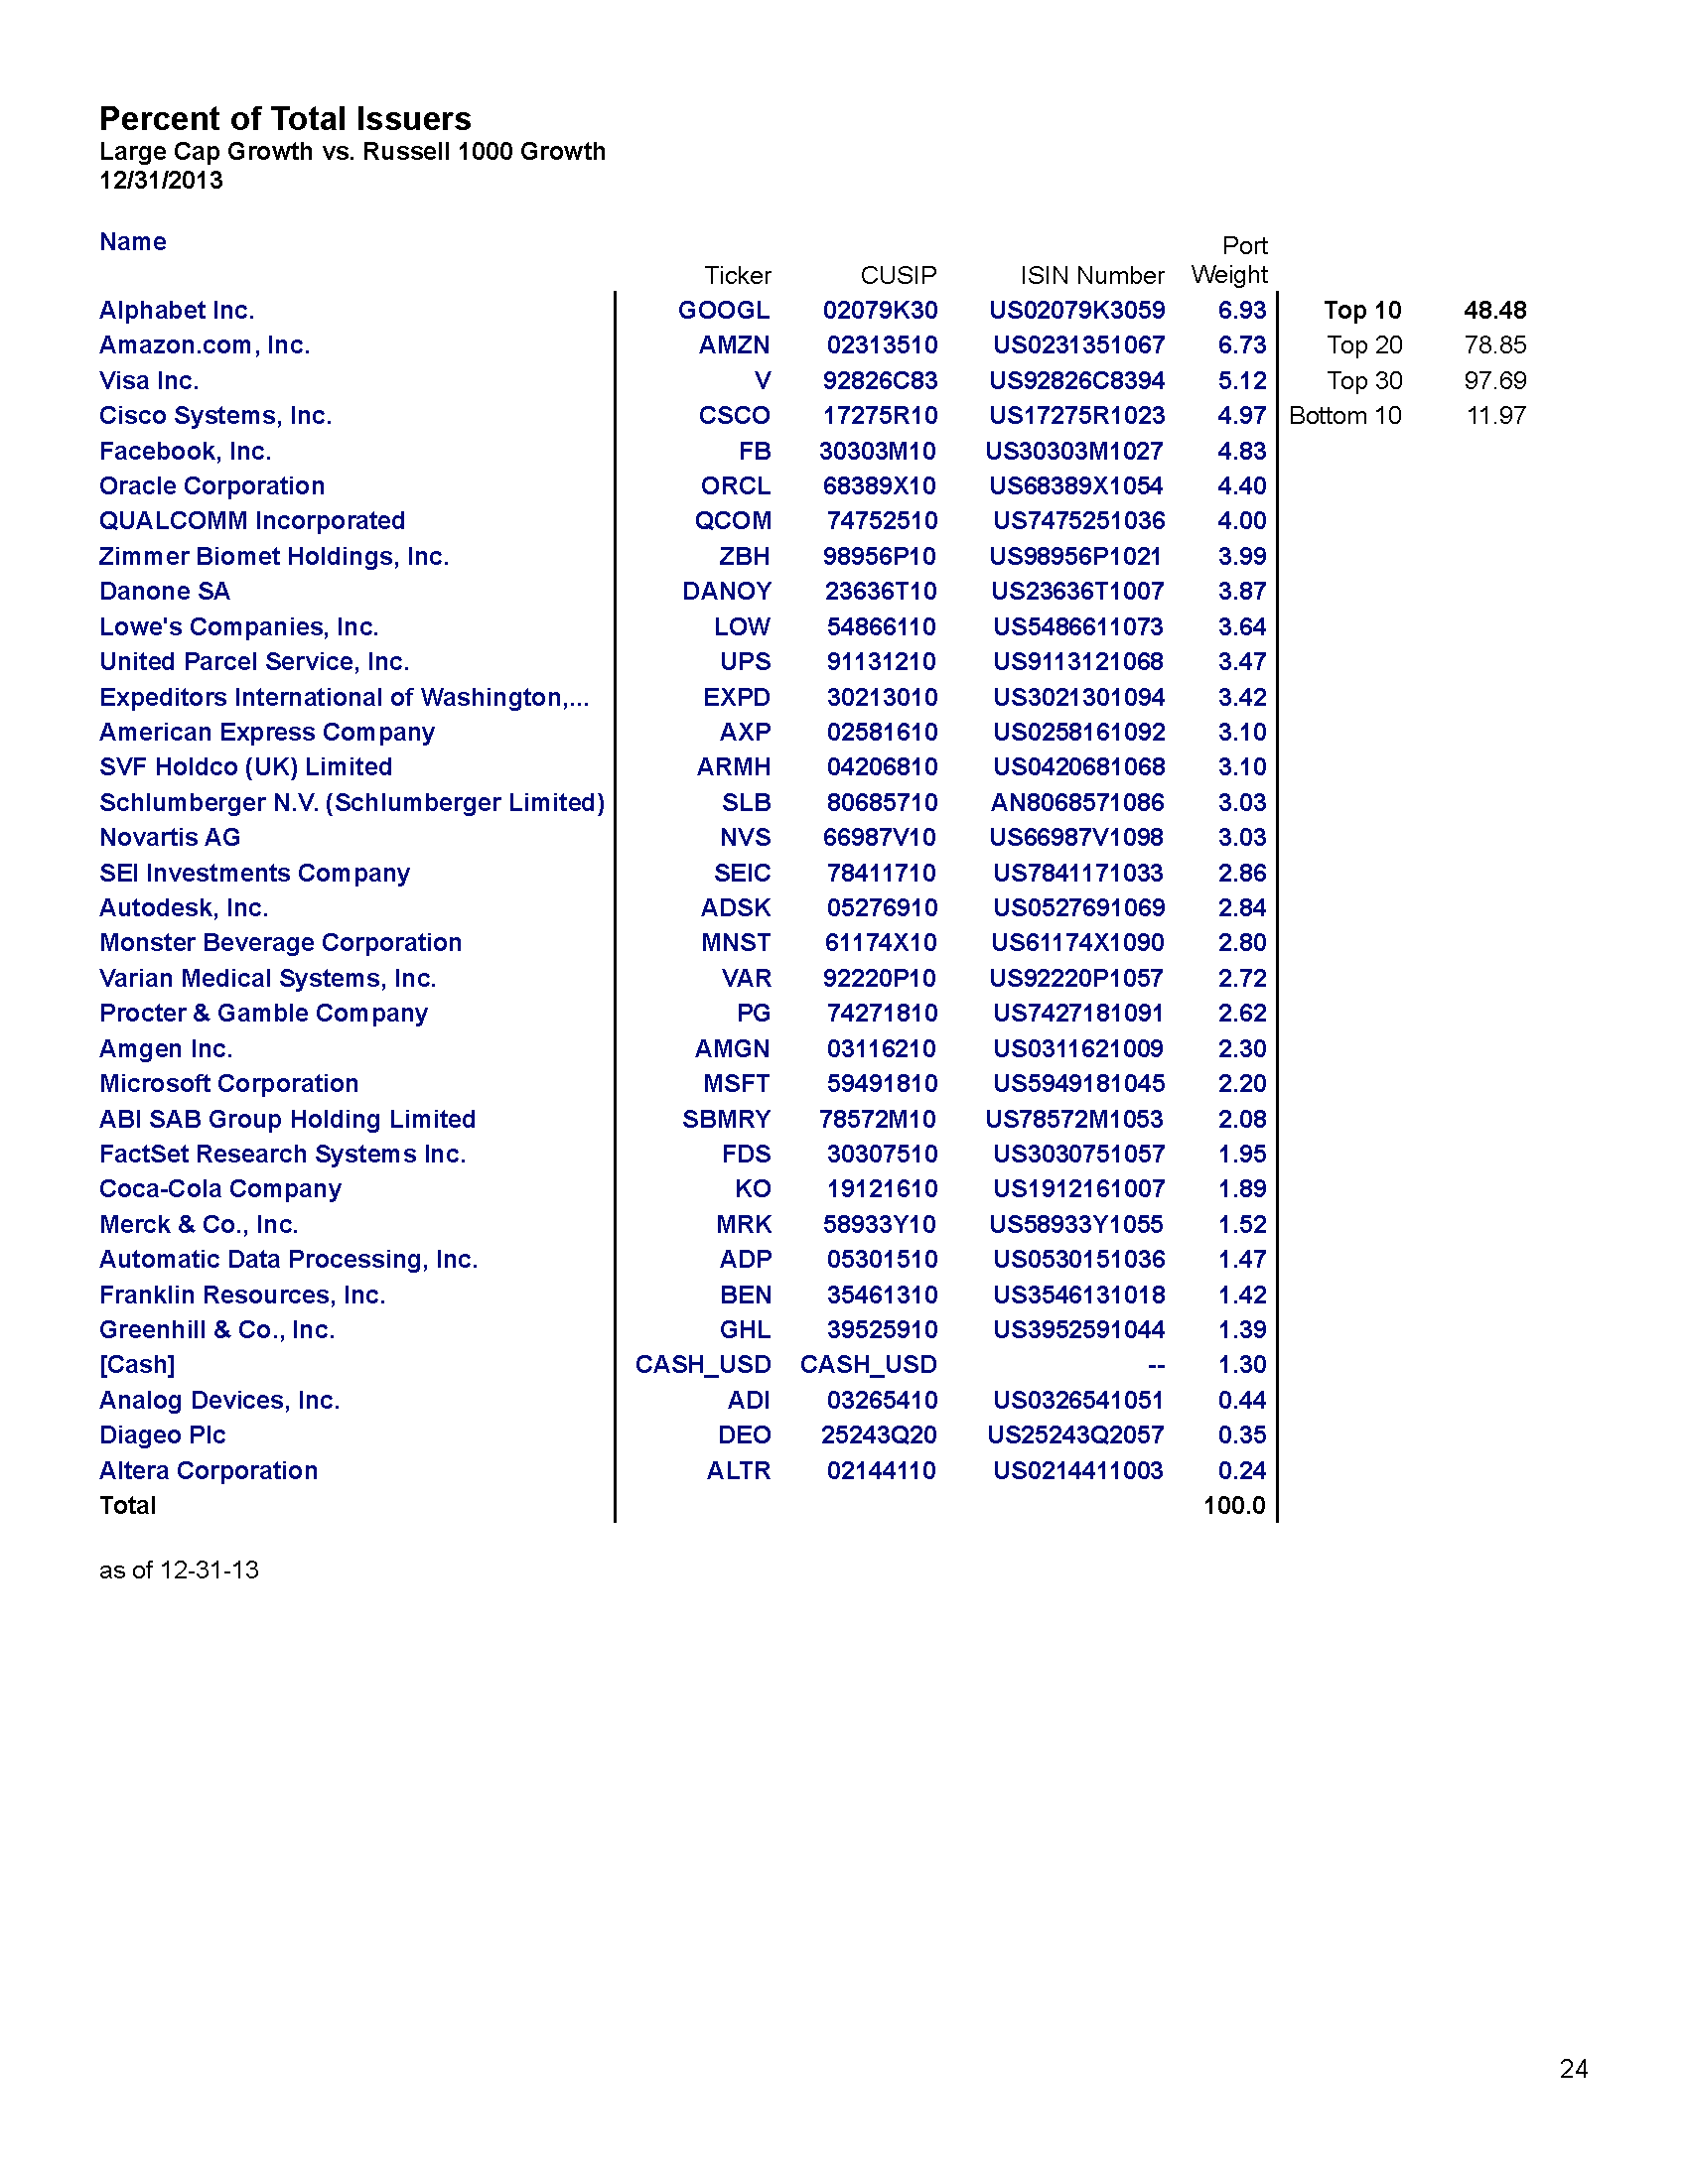 Percent of Total Issuers
Large Cap Growth vs. Russell 1000 Growth
12/31/2013
Name Port
Ticker CUSIP ISIN Number Weight
Alphabet Inc. GOOGL 02079K30 US02079K3059 6.93 Top 10 48.48
Amazon.com, Inc. AMZN 02313510 US0231351067 6.73 Top 20 78.85
Visa Inc. V 92826C83 US92826C8394 5.12 Top 30 97.69
Cisco Systems, Inc. CSCO 17275R10 US17275R1023 4.97 Bottom 10 11.97
Facebook, Inc. FB 30303M10 US30303M1027 4.83
Oracle Corporation ORCL 68389X10 US68389X1054 4.40
QUALCOMM Incorporated QCOM 74752510 US7475251036 4.00
Zimmer Biomet Holdings, Inc. ZBH 98956P10 US98956P1021 3.99
Danone SA DANOY 23636T10 US23636T1007 3.87
Lowe's Companies, Inc. LOW 54866110 US5486611073 3.64
United Parcel Service, Inc. UPS 91131210 US9113121068 3.47
Expeditors International of Washington,... EXPD 30213010 US3021301094 3.42
American Express Company AXP 02581610 US0258161092 3.10
SVF Holdco (UK) Limited ARMH 04206810 US0420681068 3.10
Schlumberger N.V. (Schlumberger Limited) SLB 80685710 AN8068571086 3.03
Novartis AG NVS 66987V10 US66987V1098 3.03
SEI Investments Company SEIC 78411710 US7841171033 2.86
Autodesk, Inc. ADSK 05276910 US0527691069 2.84
Monster Beverage Corporation MNST 61174X10 US61174X1090 2.80
Varian Medical Systems, Inc. VAR 92220P10 US92220P1057 2.72
Procter & Gamble Company PG 74271810 US7427181091 2.62
Amgen Inc. AMGN 03116210 US0311621009 2.30
Microsoft Corporation MSFT 59491810 US5949181045 2.20
ABI SAB Group Holding Limited SBMRY 78572M10 US78572M1053 2.08
FactSet Research Systems Inc. FDS 30307510 US3030751057 1.95
Coca-Cola Company KO 19121610 US1912161007 1.89
Merck & Co., Inc. MRK 58933Y10 US58933Y1055 1.52
Automatic Data Processing, Inc. ADP 05301510 US0530151036 1.47
Franklin Resources, Inc. BEN 35461310 US3546131018 1.42
Greenhill & Co., Inc. GHL 39525910 US3952591044 1.39
[Cash] CASH_USD CASH_USD -- 1.30
Analog Devices, Inc. ADI 03265410 US0326541051 0.44
Diageo Plc DEO 25243Q20 US25243Q2057 0.35
Altera Corporation ALTR 02144110 US0214411003 0.24
Total 100.0
as of 12-31-13
24